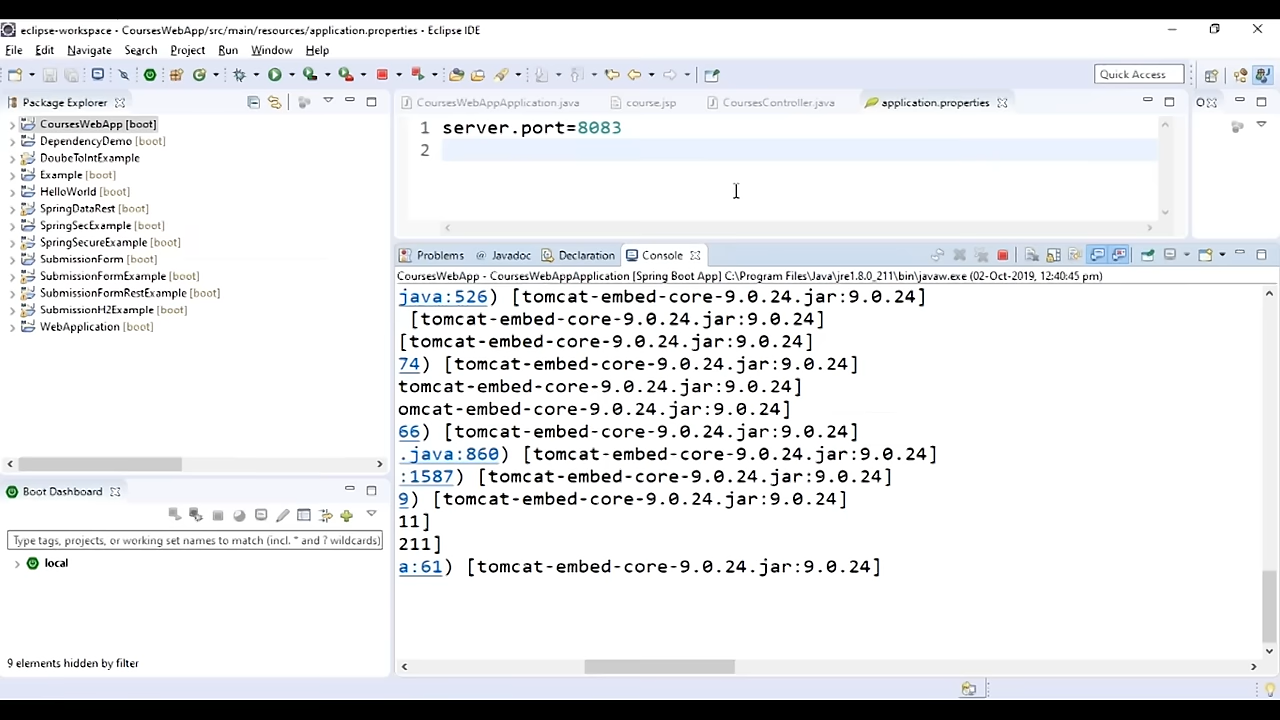 eclipse-workspace - CoursesWebApp/src/main/resources/application.properties - Eclipse IDE
File Edit Navigate Search Project Run Window Help
Quick Access
Package Explorer
CoursesWebApp [boot]
DependencyDemo [boot]
DoubeToIntExample
Example [boot]
HelloWorld [boot]
SpringDataRest [boot]
SpringSecExample [boot]
SpringSecureExample [boot]
SubmissionForm [boot]
SubmissionFormExample [boot]
SubmissionFormRestExample [boot]
SubmissionH2Example [boot]
WebApplication [boot]
CoursesWebAppApplication.java course.jsp CoursesController.java application.properties
O
1 server.port=8083
2
Problems Javadoc Declaration Console
CoursesWebApp - CoursesWebAppApplication [Spring Boot App] C:\Program Files\Java\jre1.8.0_211\bin\javaw.exe (02-Oct-2019, 12:40:45 pm)
java:526) [tomcat-embed-core-9.0.24.jar:9.0.24]
[tomcat-embed-core-9.0.24.jar:9.0.24]
[tomcat-embed-core-9.0.24.jar:9.0.24]
74) [tomcat-embed-core-9.0.24.jar:9.0.24]
tomcat-embed-core-9.0.24.jar:9.0.24]
omcat-embed-core-9.0.24.jar:9.0.24]
66) [tomcat-embed-core-9.0.24.jar:9.0.24]
.java:860) [tomcat-embed-core-9.0.24.jar:9.0.24]
:1587) [tomcat-embed-core-9.0.24.jar:9.0.24]
9) [tomcat-embed-core-9.0.24.jar:9.0.24]
11]
211]
a:61) [tomcat-embed-core-9.0.24.jar:9.0.24]
Boot Dashboard
Type tags, projects, or working set names to match (incl. * and ? wildcards)
local
9 elements hidden by filter